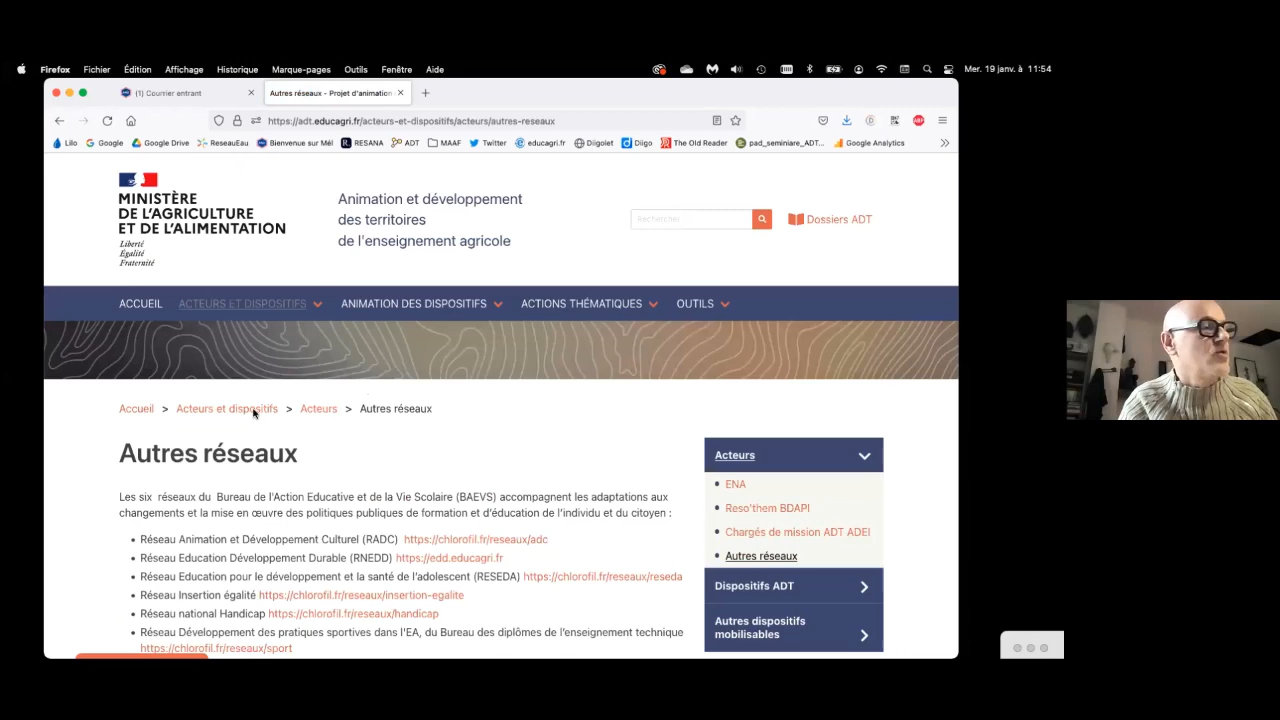 Firefox Fichier Édition Affichage Historique Marque-pages Outils Fenêtre Aide Mer. 19 janv. à 11:54
(1) Courrier entrant Autres réseaux - Projet d'animation
https://adt.educagri.fr/acteurs-et-dispositifs/acteurs/autres-reseaux
Lilo Google Google Drive ReseauEau Bienvenue sur Mél RESANA ADT MAAF Twitter educagri.fr Diigolet Diigo The Old Reader pad_seminiare_ADT... Google Analytics
MINISTÈRE
DE L'AGRICULTURE
ET DE L'ALIMENTATION
Liberté
Égalité
Fraternité
Animation et développement
des territoires
de l'enseignement agricole
Rechercher
Dossiers ADT
ACCUEIL ACTEURS ET DISPOSITIFS ANIMATION DES DISPOSITIFS ACTIONS THÉMATIQUES OUTILS
Accueil > Acteurs et dispositifs > Acteurs > Autres réseaux
Autres réseaux
Les six réseaux du Bureau de l'Action Educative et de la Vie Scolaire (BAEVS) accompagnent les adaptations aux
changements et la mise en œuvre des politiques publiques de formation et d'éducation de l'individu et du citoyen :
• Réseau Animation et Développement Culturel (RADC) https://chlorofil.fr/reseaux/adc
• Réseau Education Développement Durable (RNEDD) https://edd.educagri.fr
• Réseau Education pour le développement et la santé de l'adolescent (RESEDA) https://chlorofil.fr/reseaux/reseda
• Réseau Insertion égalité https://chlorofil.fr/reseaux/insertion-egalite
• Réseau national Handicap https://chlorofil.fr/reseaux/handicap
• Réseau Développement des pratiques sportives dans l'EA, du Bureau des diplômes de l'enseignement technique
https://chlorofil.fr/reseaux/sport
Acteurs
• ENA
• Reso'them BDAPI
• Chargés de mission ADT ADEI
• Autres réseaux
Dispositifs ADT
Autres dispositifs
mobilisables